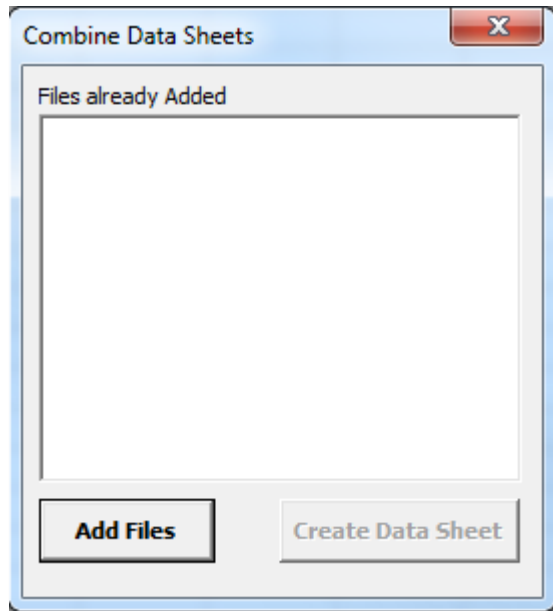 Combine Data Sheets
Files already Added
Add Files
Create Data Sheet